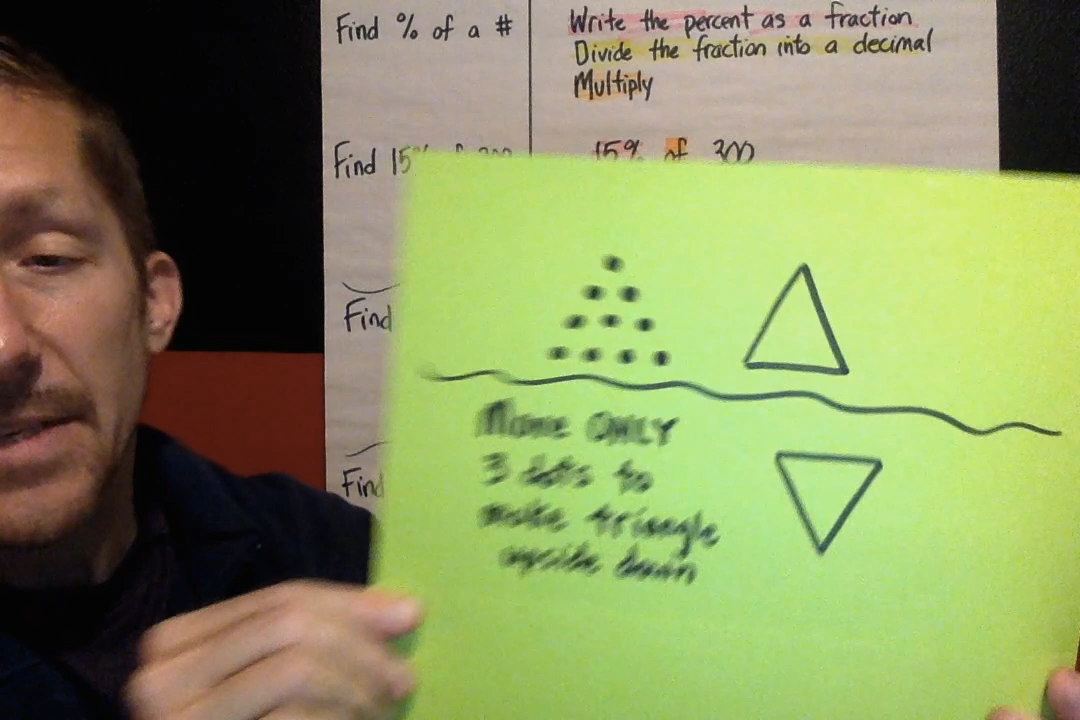 Find % of a #
Write the percent as a fraction
Divide the fraction into a decimal
Multiply
Find 15%
15% of 300
Find
Find
Move ONLY
3 dots to
make triangle
upside down